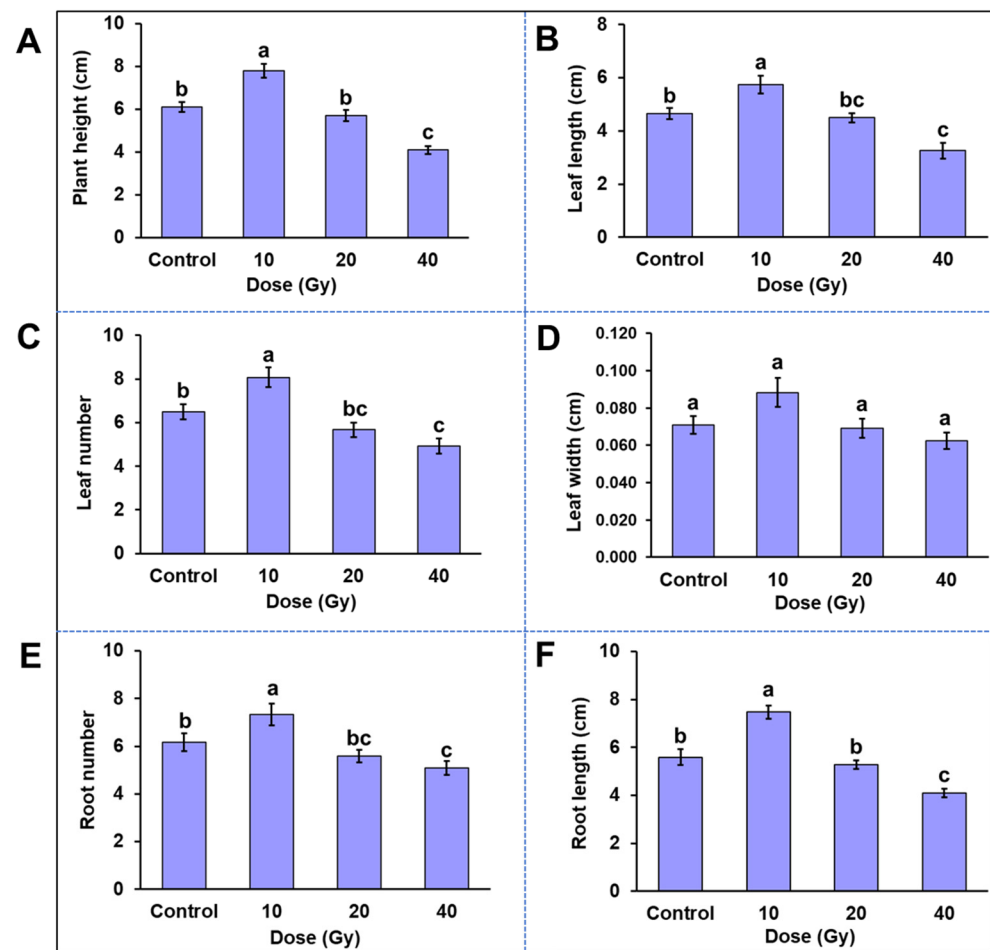 A
Plant height (cm)
10
8
6
4
2
0
b
a
b
c
Control 10 20 40
Dose (Gy)
B
Leaf length (cm)
8
6
4
2
0
b
a
bc
c
Control 10 20 40
Dose (Gy)
C
Leaf number
10
8
6
4
2
0
b
a
bc
c
Control 10 20 40
Dose (Gy)
D
Leaf width (cm)
0.120
0.100
0.080
0.060
0.040
0.020
0.000
a
a
a
a
Control 10 20 40
Dose (Gy)
E
Root number
10
8
6
4
2
0
b
a
bc
c
Control 10 20 40
Dose (Gy)
F
Root length (cm)
10
8
6
4
2
0
b
a
b
c
Control 10 20 40
Dose (Gy)